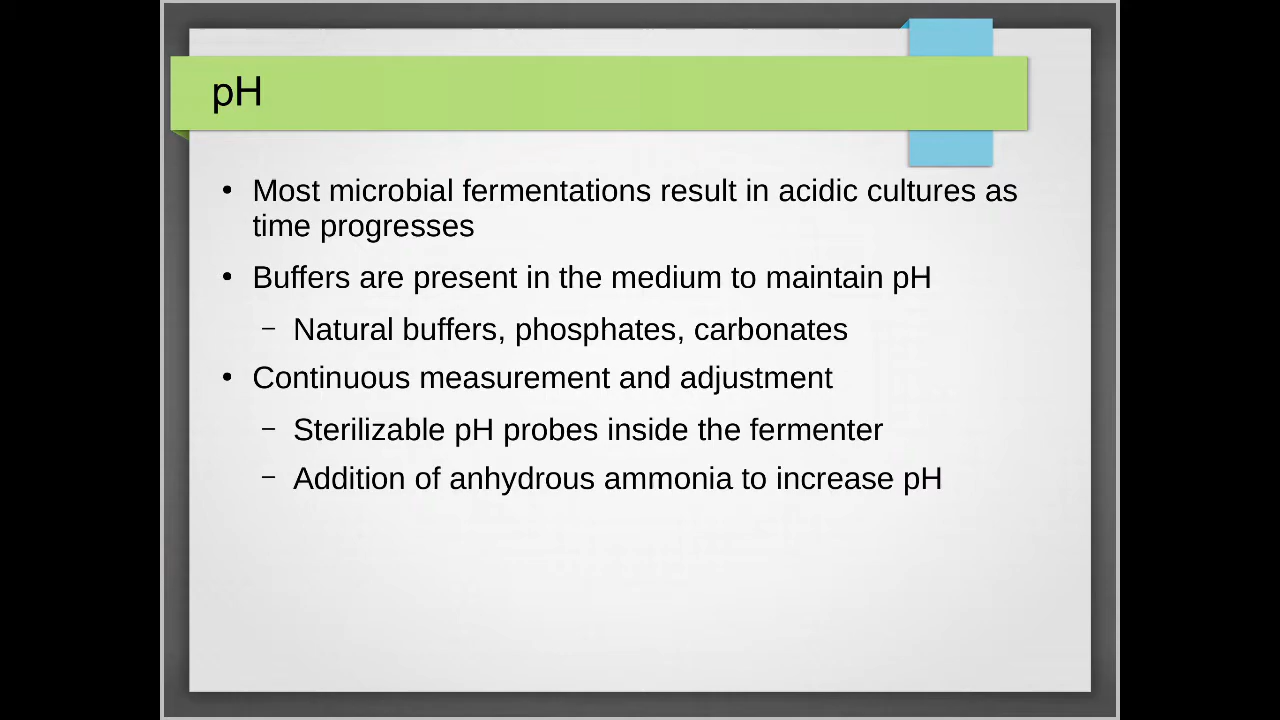 pH
• Most microbial fermentations result in acidic cultures as
time progresses
• Buffers are present in the medium to maintain pH
– Natural buffers, phosphates, carbonates
• Continuous measurement and adjustment
– Sterilizable pH probes inside the fermenter
– Addition of anhydrous ammonia to increase pH